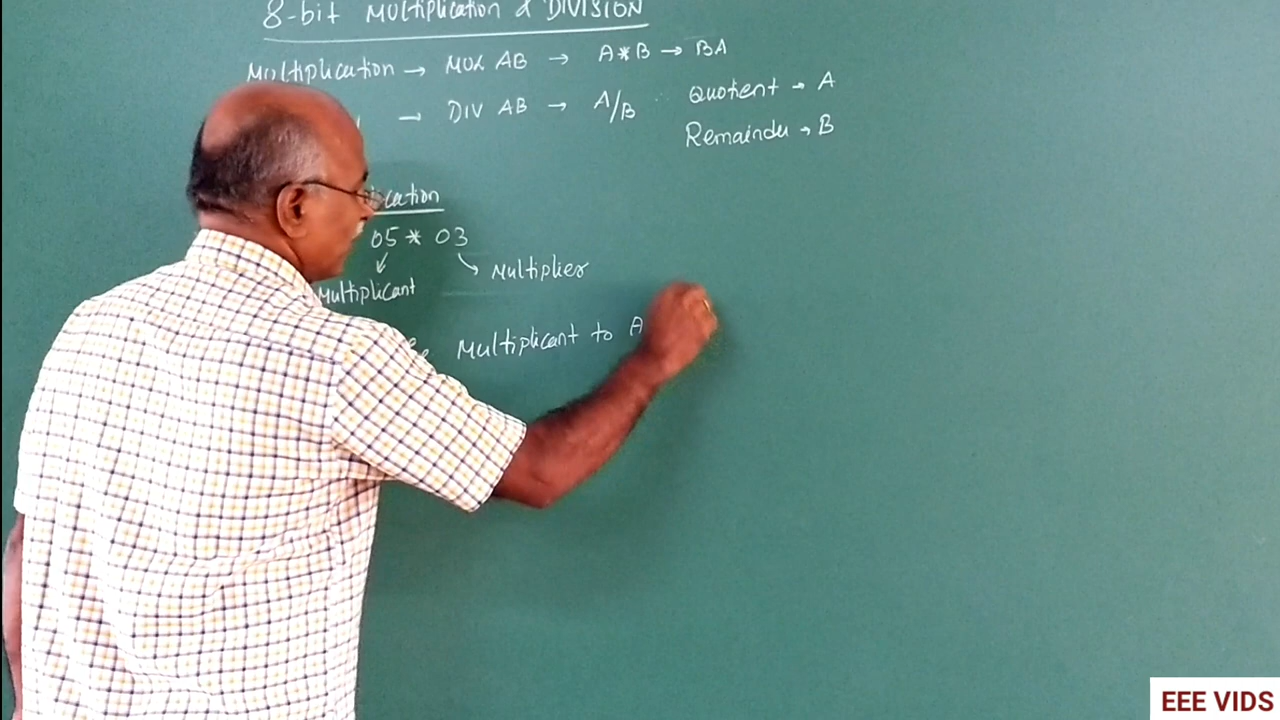 8-bit Multiplication & DIVISION
Multiplication → MUL AB → A*B → BA
→ DIV AB → A/B Quotient → A
Remainder → B
ication
05 * 03
Multiplicant Multiplier
Multiplicant to A
EEE VIDS